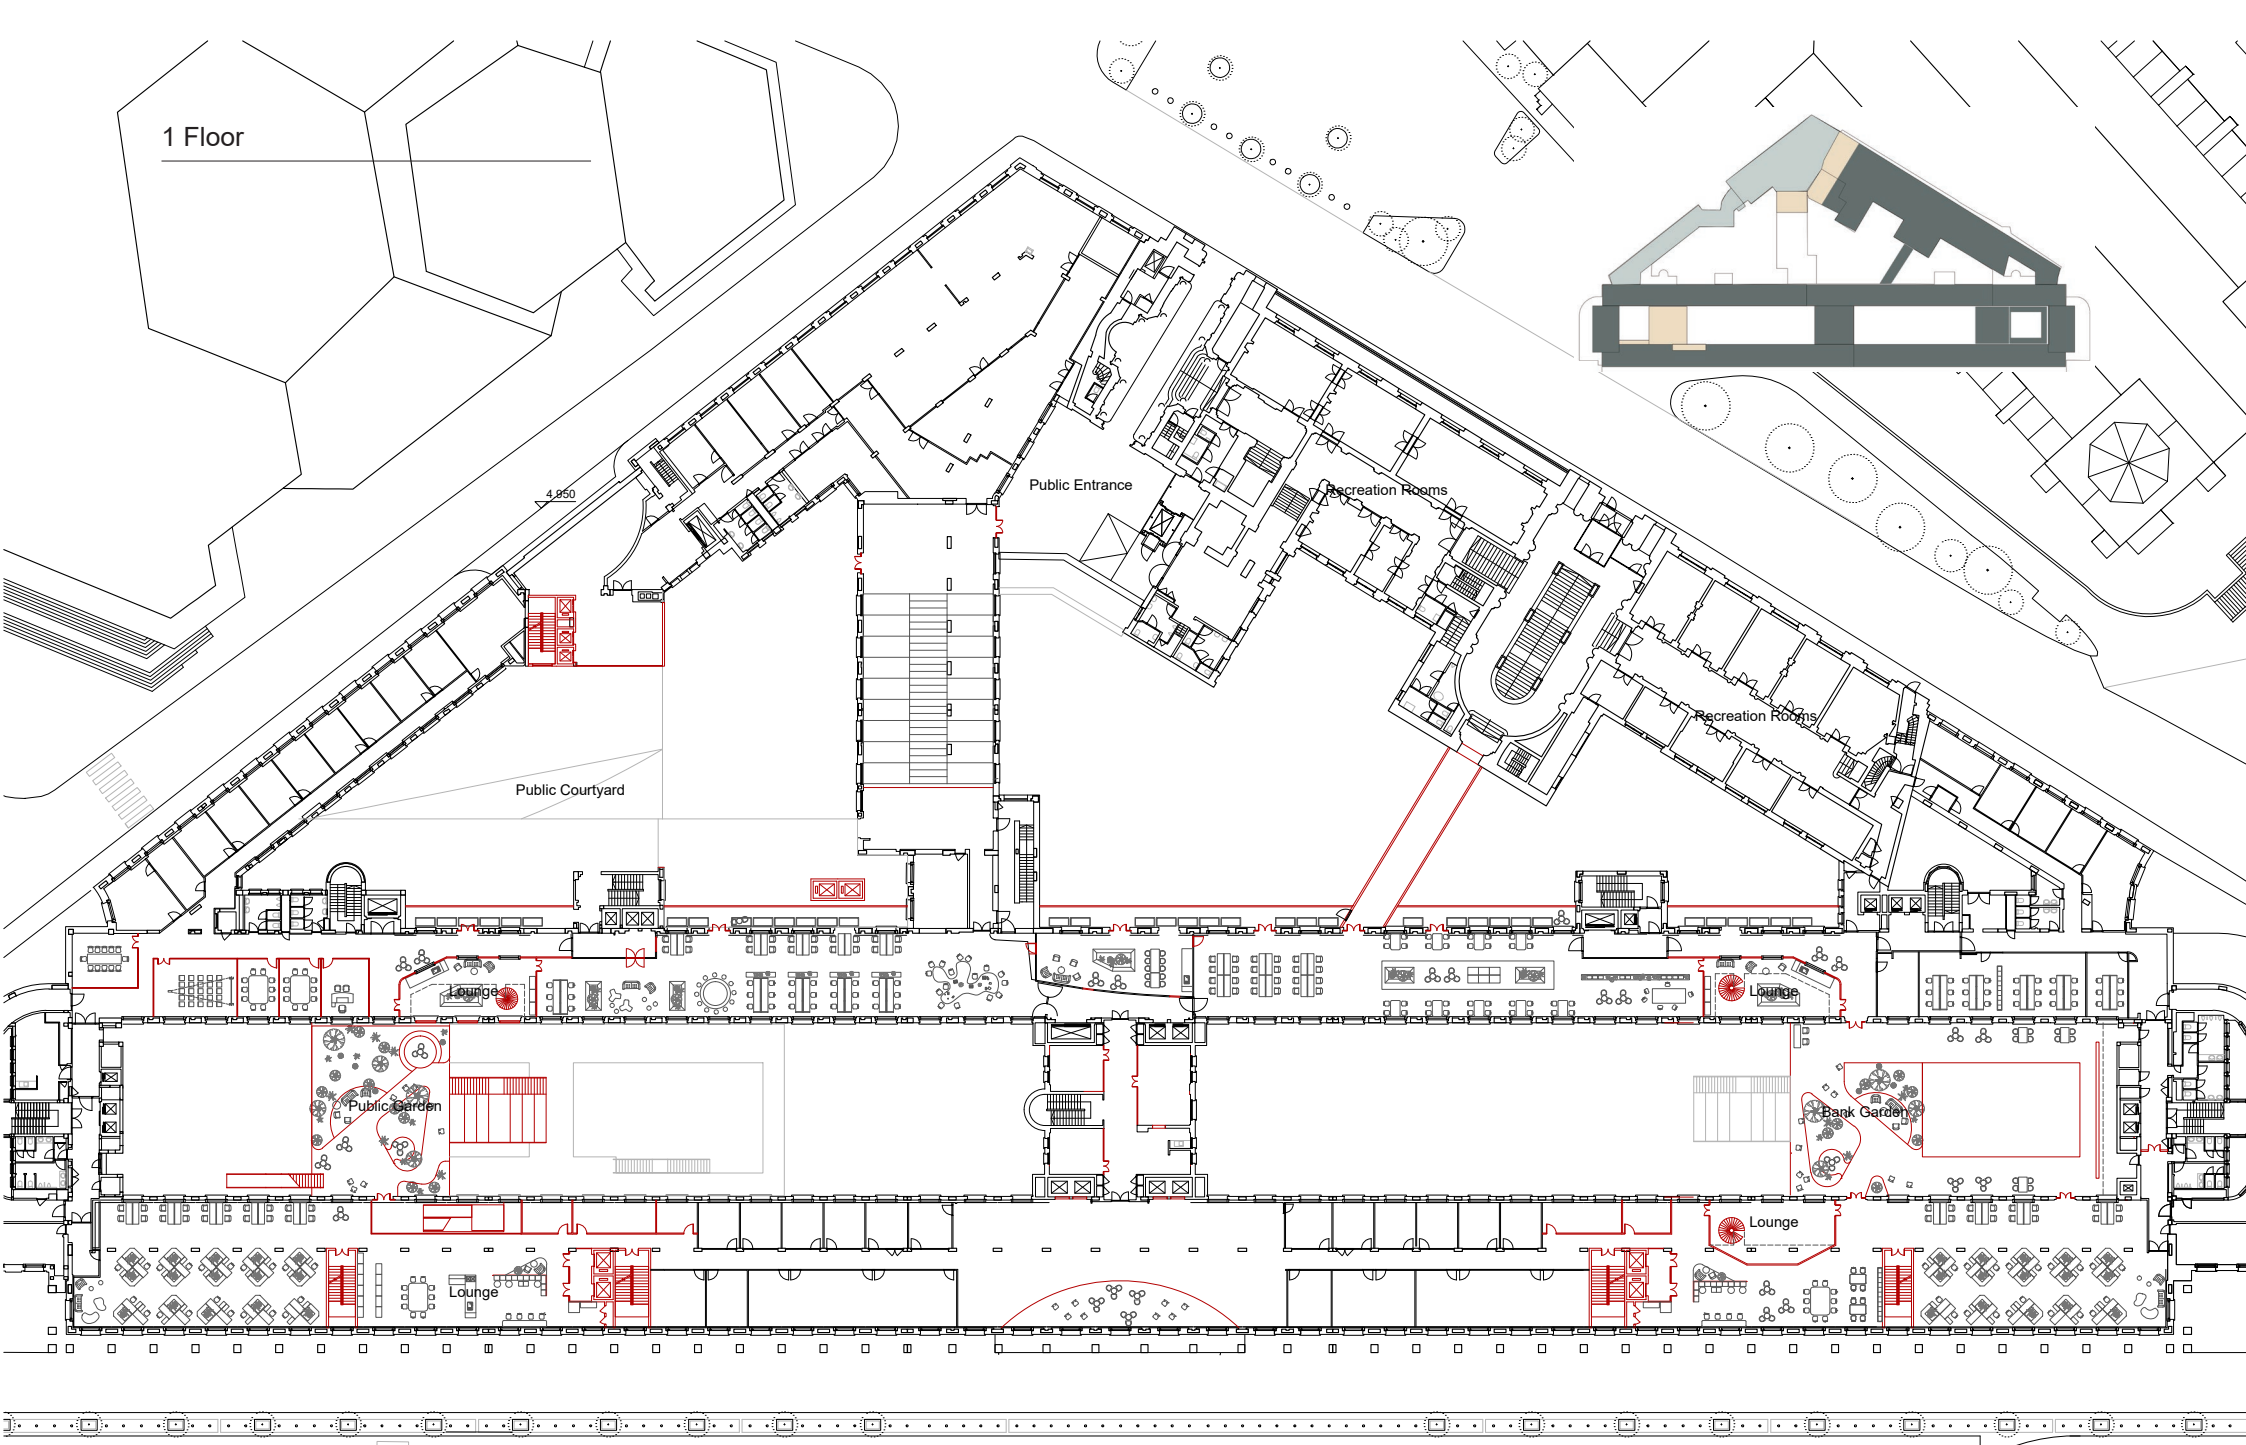 1 Floor
4.950
Public Entrance
Recreation Rooms
Recreation Rooms
Public Courtyard
Lounge
Lounge
Public Garden
Bank Garden
Lounge
Lounge